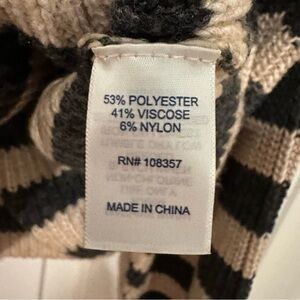 53% POLYESTER
41% VISCOSE
6% NYLON
RN# 108357
MADE IN CHINA